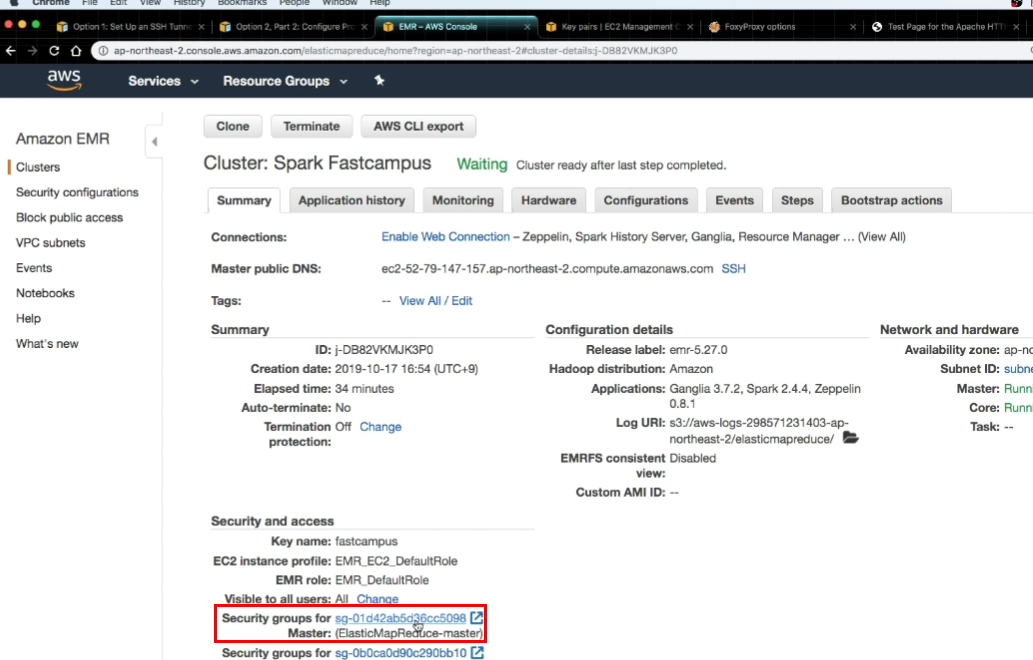 Chrome File Edit View History Bookmarks People Window Help
Option 1: Set Up an SSH Tunne
Option 2, Part 2: Configure Pro
EMR – AWS Console
Key pairs | EC2 Management C
FoxyProxy options
Test Page for the Apache HTT
ap-northeast-2.console.aws.amazon.com/elasticmapreduce/home?region=ap-northeast-2#cluster-details:j-DB82VKMJK3P0
aws Services Resource Groups
Amazon EMR
Clusters
Security configurations
Block public access
VPC subnets
Events
Notebooks
Help
What's new
Clone Terminate AWS CLI export
Cluster: Spark Fastcampus Waiting Cluster ready after last step completed.
Summary Application history Monitoring Hardware Configurations Events Steps Bootstrap actions
Connections: Enable Web Connection – Zeppelin, Spark History Server, Ganglia, Resource Manager ... (View All)
Master public DNS: ec2-52-79-147-157.ap-northeast-2.compute.amazonaws.com SSH
Tags: -- View All / Edit
Summary
ID: j-DB82VKMJK3P0
Creation date: 2019-10-17 16:54 (UTC+9)
Elapsed time: 34 minutes
Auto-terminate: No
Termination Off Change
protection:
Configuration details
Release label: emr-5.27.0
Hadoop distribution: Amazon
Applications: Ganglia 3.7.2, Spark 2.4.4, Zeppelin
0.8.1
Log URI: s3://aws-logs-298571231403-ap-
northeast-2/elasticmapreduce/
EMRFS consistent Disabled
view:
Custom AMI ID: --
Network and hardware
Availability zone: ap-no
Subnet ID: subne
Master: Runn
Core: Runn
Task: --
Security and access
Key name: fastcampus
EC2 instance profile: EMR_EC2_DefaultRole
EMR role: EMR_DefaultRole
Visible to all users: All Change
Security groups for sg-01d42ab5d36cc5098
Master: (ElasticMapReduce-master)
Security groups for sg-0b0ca0d90c290bb10